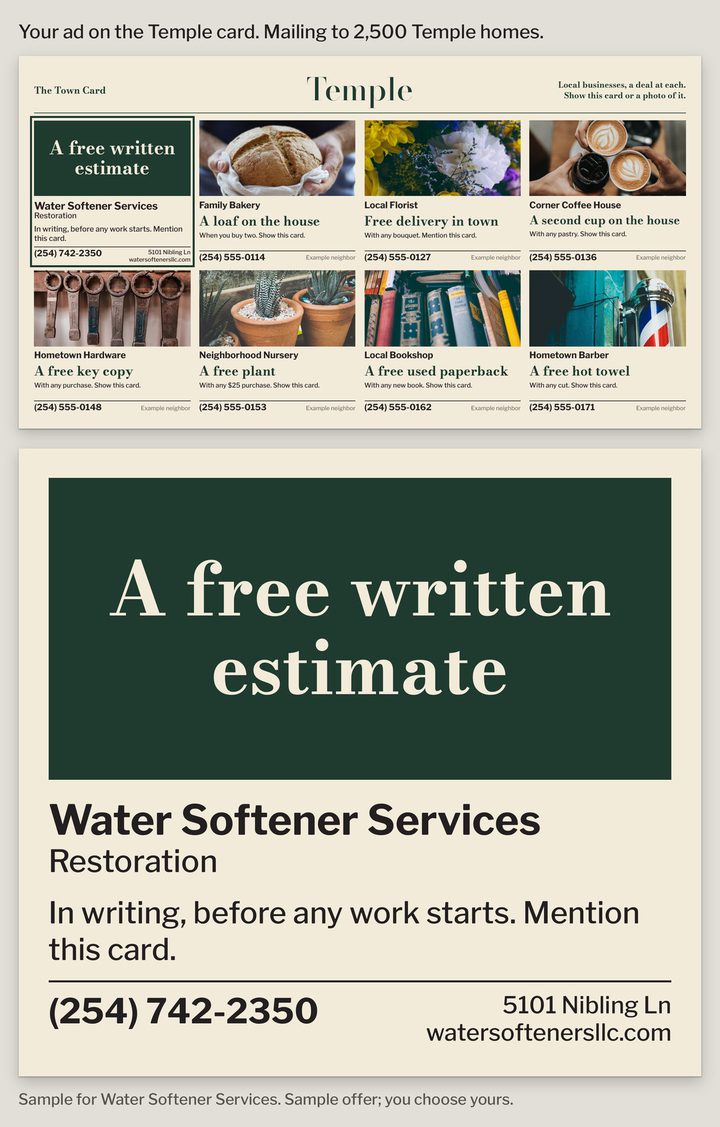 Your ad on the Temple card. Mailing to 2,500 Temple homes.
The Town Card
Temple
Local businesses, a deal at each.
Show this card or a photo of it.
A free written
estimate
Water Softener Services
Restoration
In writing, before any work starts. Mention
this card.
(254) 742-2350
5101 Nibling Ln
watersoftenersllc.com
Family Bakery
A loaf on the house
When you buy two. Show this card.
(254) 555-0114
Example neighbor
Local Florist
Free delivery in town
With any bouquet. Mention this card.
(254) 555-0127
Example neighbor
Corner Coffee House
A second cup on the house
With any pastry. Show this card.
(254) 555-0136
Example neighbor
Hometown Hardware
A free key copy
With any purchase. Show this card.
(254) 555-0148
Example neighbor
Neighborhood Nursery
A free plant
With any $25 purchase. Show this card.
(254) 555-0153
Example neighbor
Local Bookshop
A free used paperback
With any new book. Show this card.
(254) 555-0162
Example neighbor
Hometown Barber
A free hot towel
With any cut. Show this card.
(254) 555-0171
Example neighbor
A free written
estimate
Water Softener Services
Restoration
In writing, before any work starts. Mention
this card.
(254) 742-2350
5101 Nibling Ln
watersoftenersllc.com
Sample for Water Softener Services. Sample offer; you choose yours.